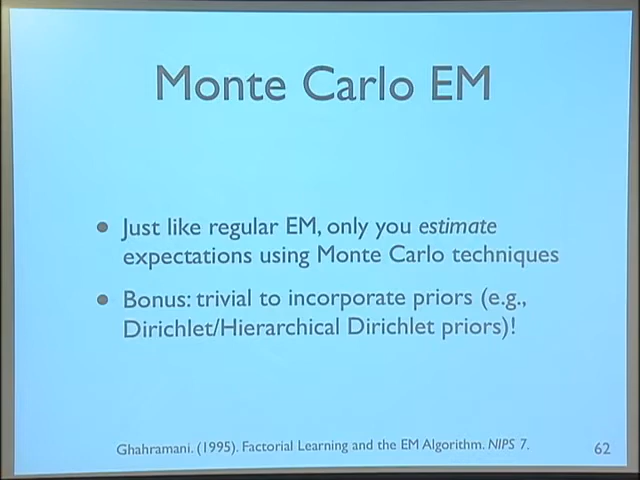 Monte Carlo EM
• Just like regular EM, only you estimate
expectations using Monte Carlo techniques
• Bonus: trivial to incorporate priors (e.g.,
Dirichlet/Hierarchical Dirichlet priors)!
Ghahramani. (1995). Factorial Learning and the EM Algorithm. NIPS 7.
62